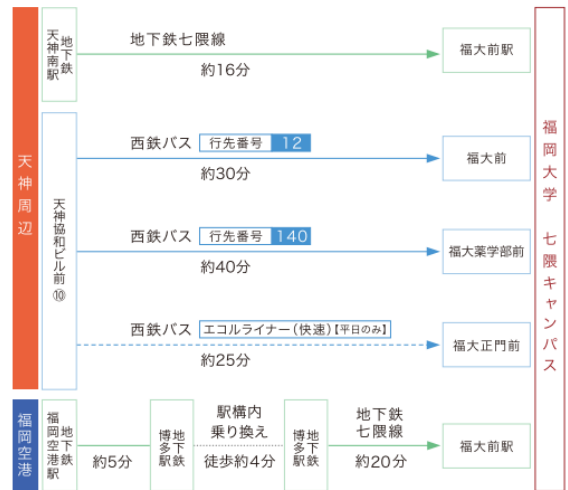 天神周辺
地下鉄
天神南駅
地下鉄七隈線
約16分
福大前駅
天神協和ビル前⑩
西鉄バス 行先番号 12
約30分
福大前
西鉄バス 行先番号 140
約40分
福大薬学部前
西鉄バス エコルライナー(快速)【平日のみ】
約25分
福大正門前
福岡空港
地下鉄
福岡空港駅
約5分
地下鉄
博多駅
駅構内
乗り換え
徒歩約4分
地下鉄
博多駅
地下鉄
七隈線
約20分
福大前駅
福岡大学 七隈キャンパス